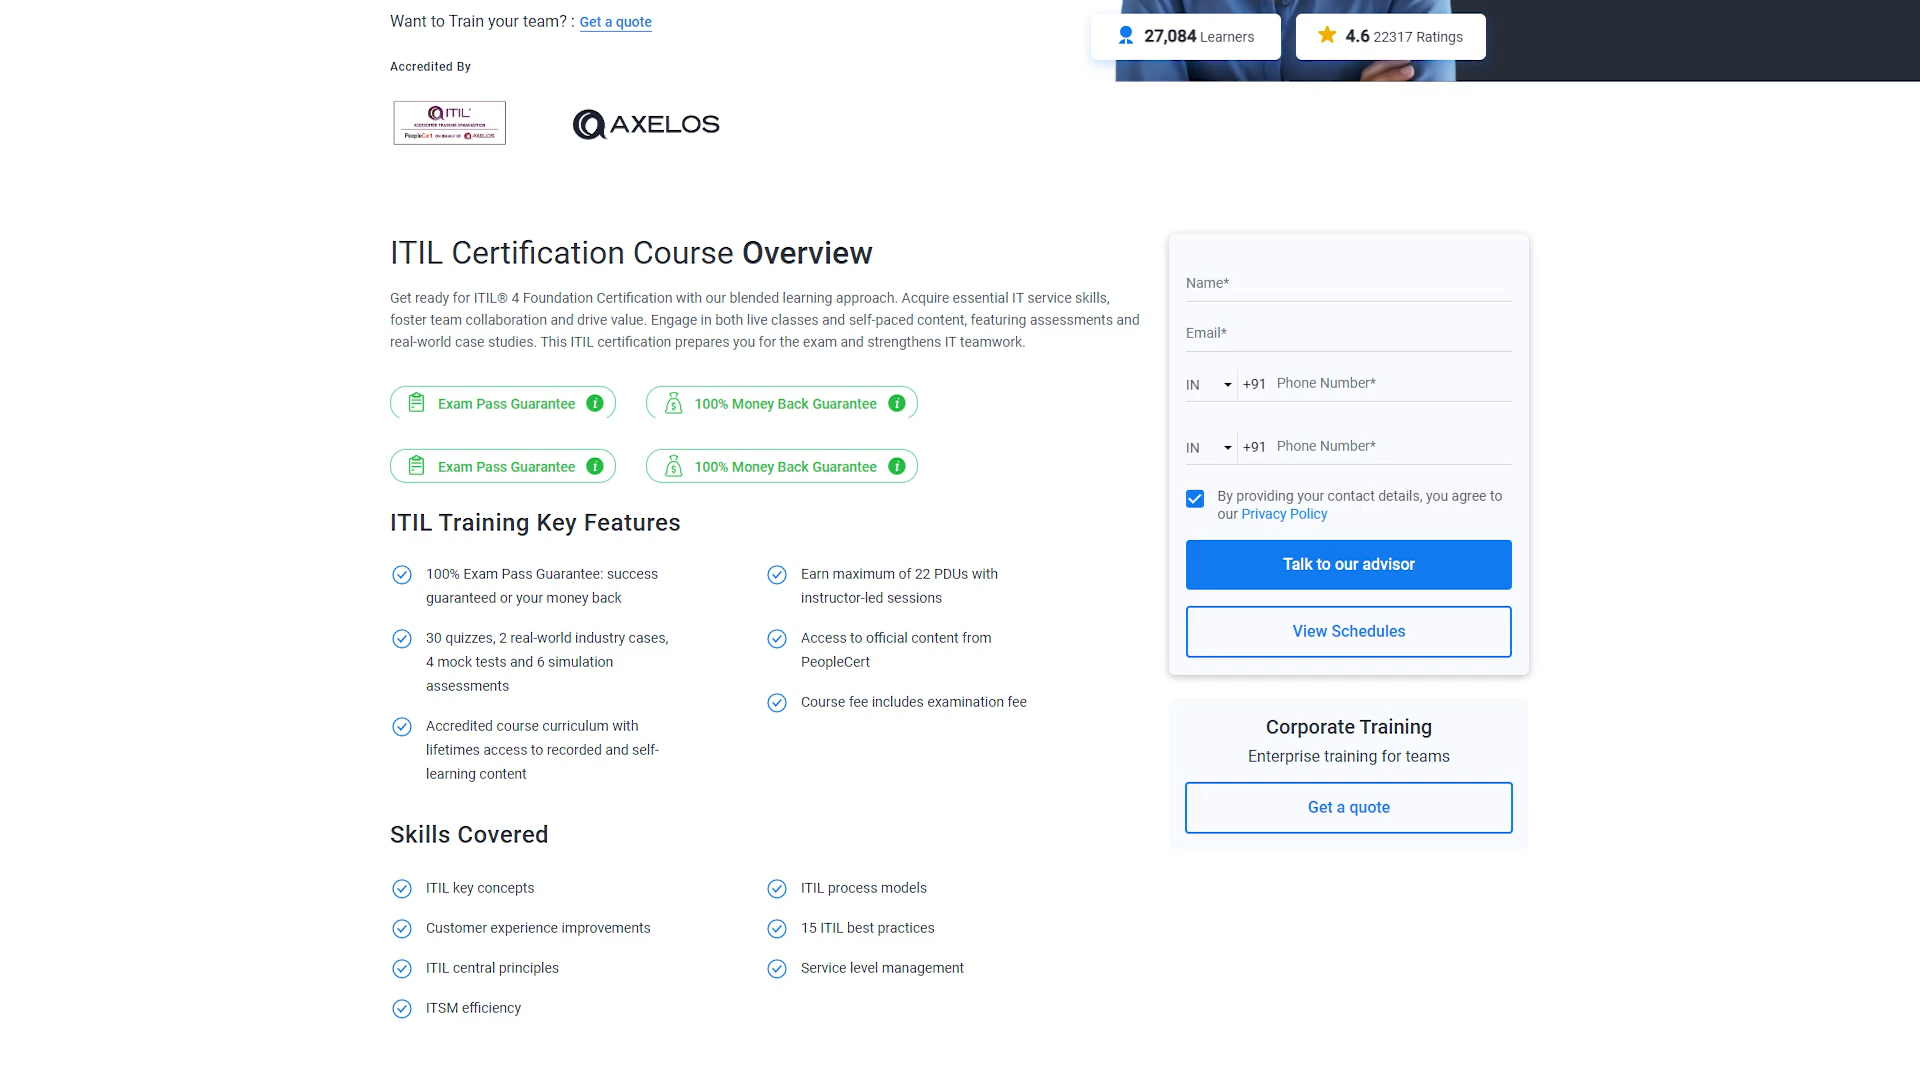 Want to Train your team? : Get a quote
27,084 Learners
4.6 22317 Ratings
Accredited By
ITIL
ACCREDITED TRAINING ORGANIZATION
PeopleCert ON BEHALF OF AXELOS
AXELOS
ITIL Certification Course Overview
Get ready for ITIL® 4 Foundation Certification with our blended learning approach. Acquire essential IT service skills,
foster team collaboration and drive value. Engage in both live classes and self-paced content, featuring assessments and
real-world case studies. This ITIL certification prepares you for the exam and strengthens IT teamwork.
Exam Pass Guarantee i
100% Money Back Guarantee i
Exam Pass Guarantee i
100% Money Back Guarantee i
ITIL Training Key Features
100% Exam Pass Guarantee: success
guaranteed or your money back
30 quizzes, 2 real-world industry cases,
4 mock tests and 6 simulation
assessments
Accredited course curriculum with
lifetimes access to recorded and self-
learning content
Earn maximum of 22 PDUs with
instructor-led sessions
Access to official content from
PeopleCert
Course fee includes examination fee
Skills Covered
ITIL key concepts
Customer experience improvements
ITIL central principles
ITSM efficiency
ITIL process models
15 ITIL best practices
Service level management
Name*
Email*
IN +91 Phone Number*
IN +91 Phone Number*
By providing your contact details, you agree to
our Privacy Policy
Talk to our advisor
View Schedules
Corporate Training
Enterprise training for teams
Get a quote